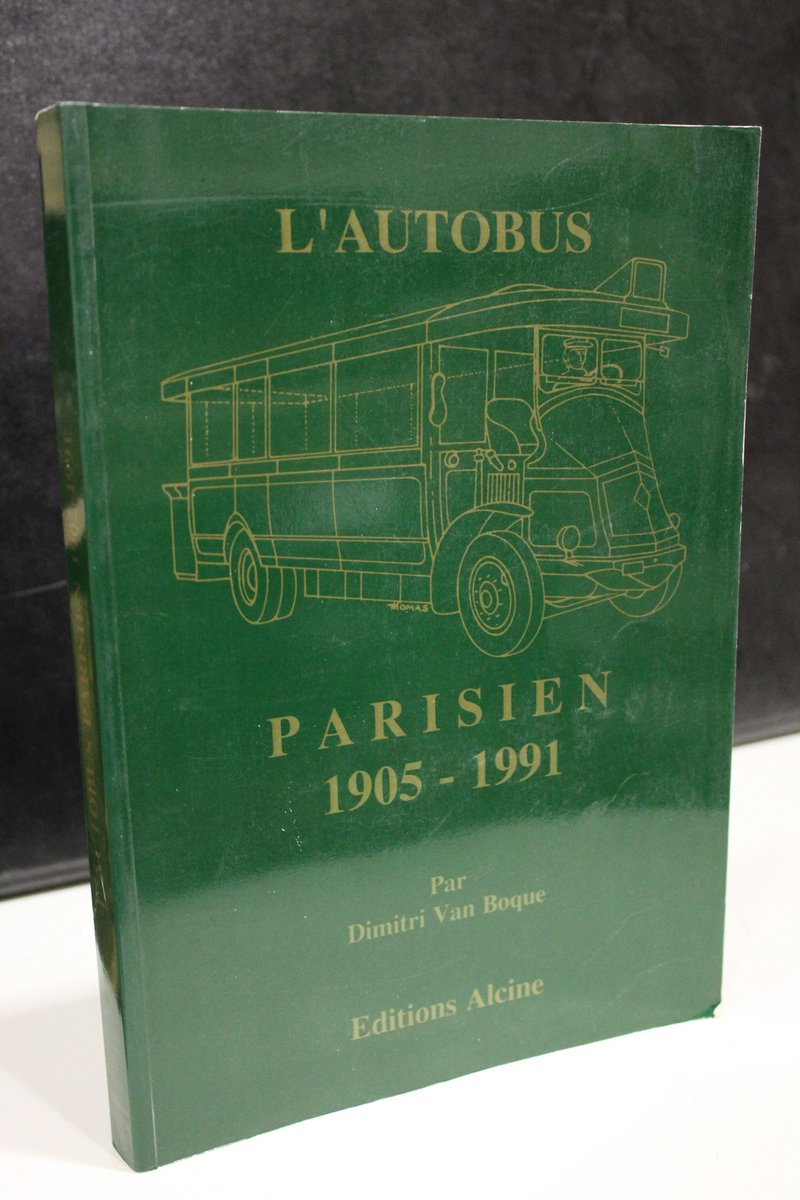 L'AUTOBUS
THOMAS
PARISIEN
1905 - 1991
Par
Dimitri Van Boque
Editions Alcine